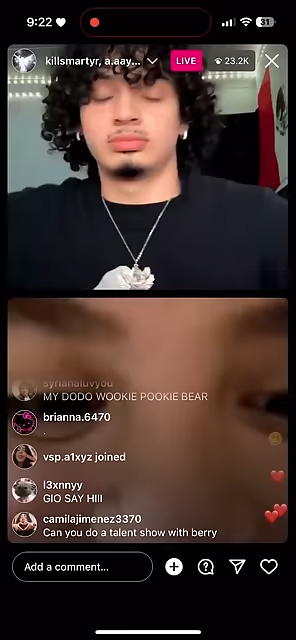 9:22
31
killsmartyr, a.aay...
LIVE
23.2K
syrianaluvyou
MY DODO WOOKIE POOKIE BEAR
brianna.6470
.
vsp.a1xyz joined
l3xnnyy
GIO SAY HIII
camilajimenez3370
Can you do a talent show with berry
Add a comment...